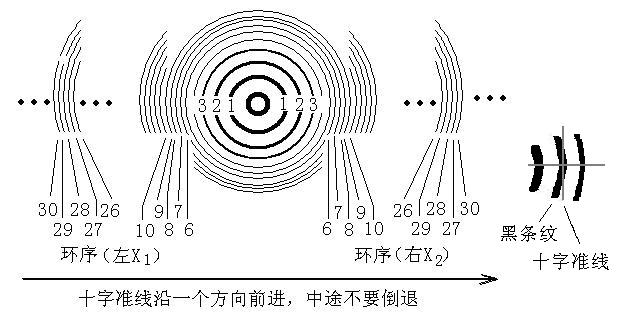 3 2 1 1 2 3
30 28 26 9 7 7 9 26 28 30
29 27 10 8 6 6 8 10 29 27
环序(左X₁) 环序(右X₂)
黑条纹
十字准线
十字准线沿一个方向前进，中途不要倒退